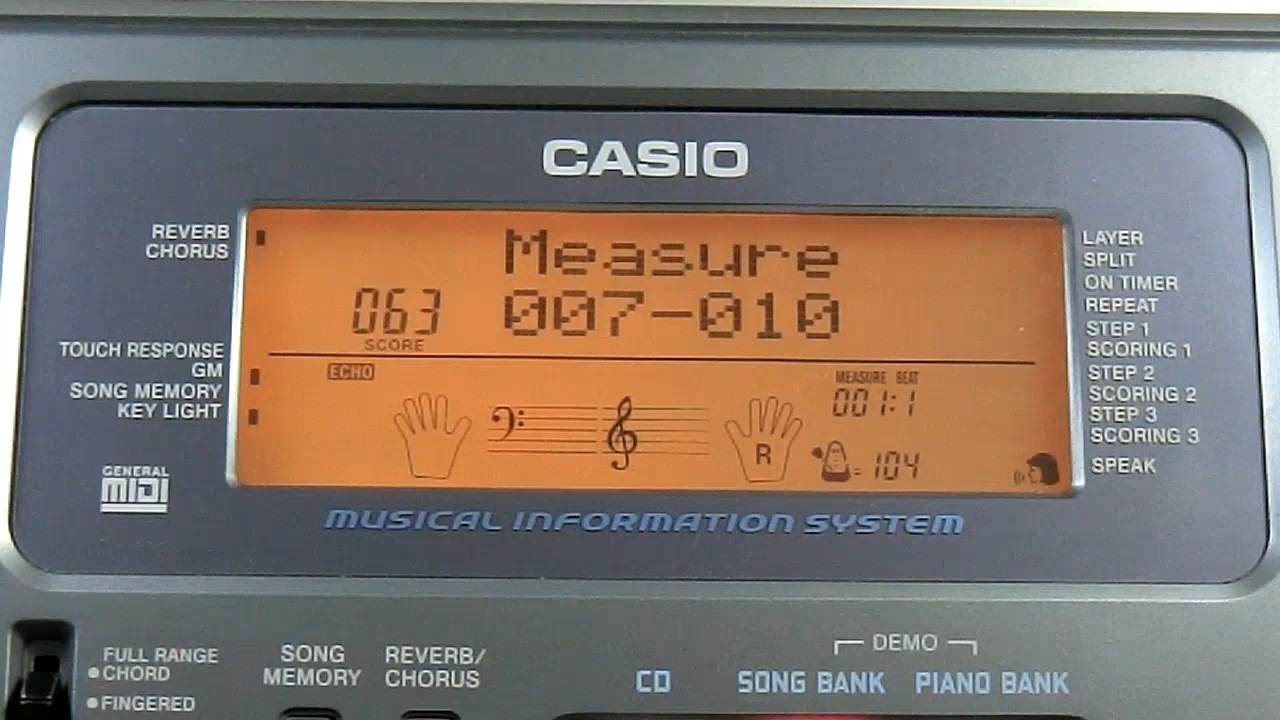 CASIO
REVERB
CHORUS
TOUCH RESPONSE
GM
SONG MEMORY
KEY LIGHT
GENERAL
MIDI
Measure
063 007-010
SCORE
ECHO
MEASURE BEAT
001:1
R
= 104
LAYER
SPLIT
ON TIMER
REPEAT
STEP 1
SCORING 1
STEP 2
SCORING 2
STEP 3
SCORING 3
SPEAK
MUSICAL INFORMATION SYSTEM
FULL RANGE
CHORD
FINGERED
SONG
MEMORY
REVERB/
CHORUS
DEMO
CD SONG BANK PIANO BANK